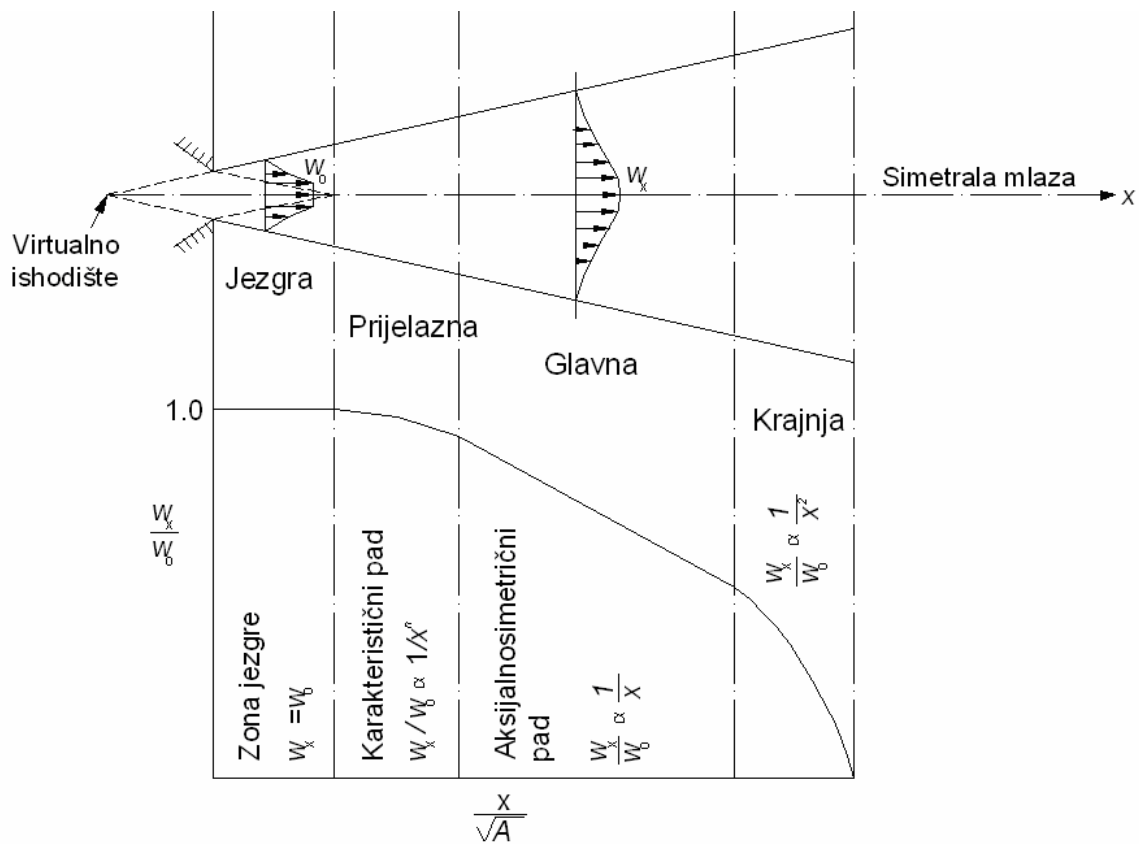 Virtualno
ishodište
w₀
wₓ
Simetrala mlaza
x
Jezgra
Prijelazna
Glavna
Krajnja
1.0
wₓ/w₀
Zona jezgre
wₓ = w₀
Karakteristični pad
wₓ/w₀ α 1/xⁿ
Aksijalnosimetrični
pad
wₓ/w₀ α 1/x
wₓ/w₀ α 1/x²
x/√A